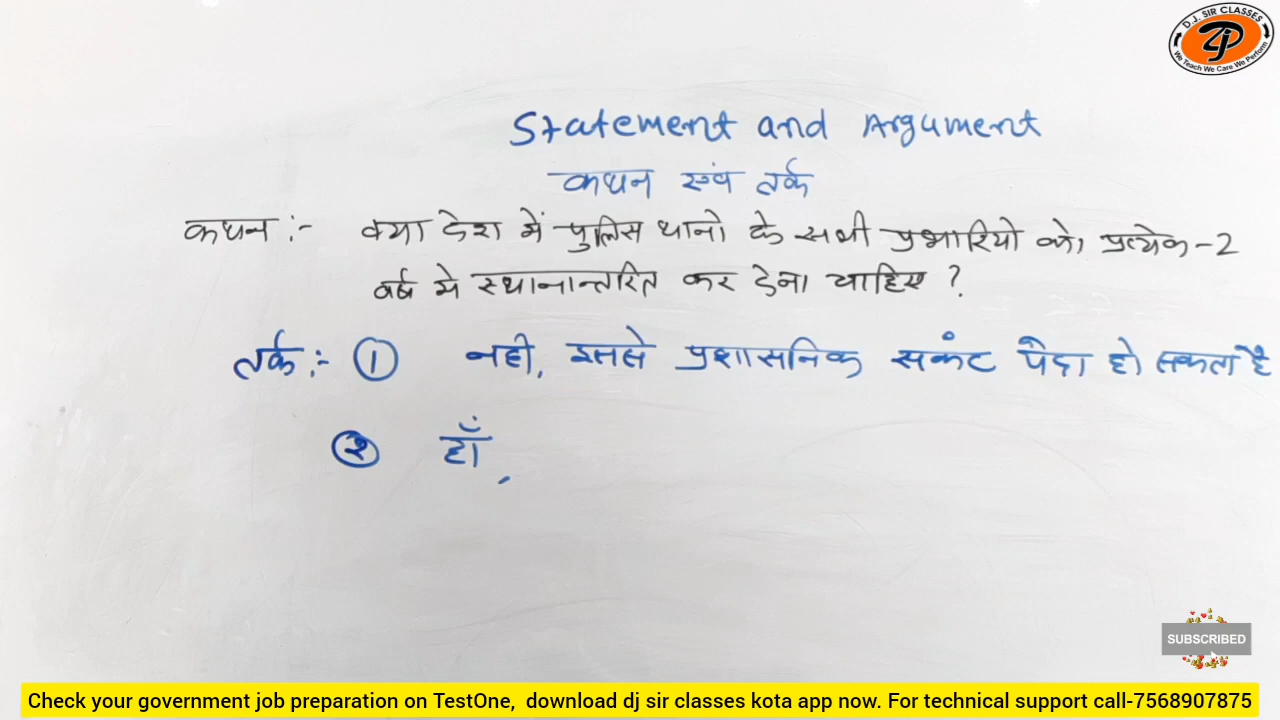 D.J. SIR CLASSES
We Teach We Care We Perform
Statement and Argument
कथन एवं तर्क
कथन :- क्या देश में पुलिस थानो के सभी प्रभारियो को प्रत्येक-2
वर्ष मे स्थानान्तरित कर देना चाहिए ?
तर्क :- 1 नही, इससे प्रशासनिक सकंट पैदा हो सकता है
२ हाँ,
SUBSCRIBED
Check your government job preparation on TestOne, download dj sir classes kota app now. For technical support call-7568907875